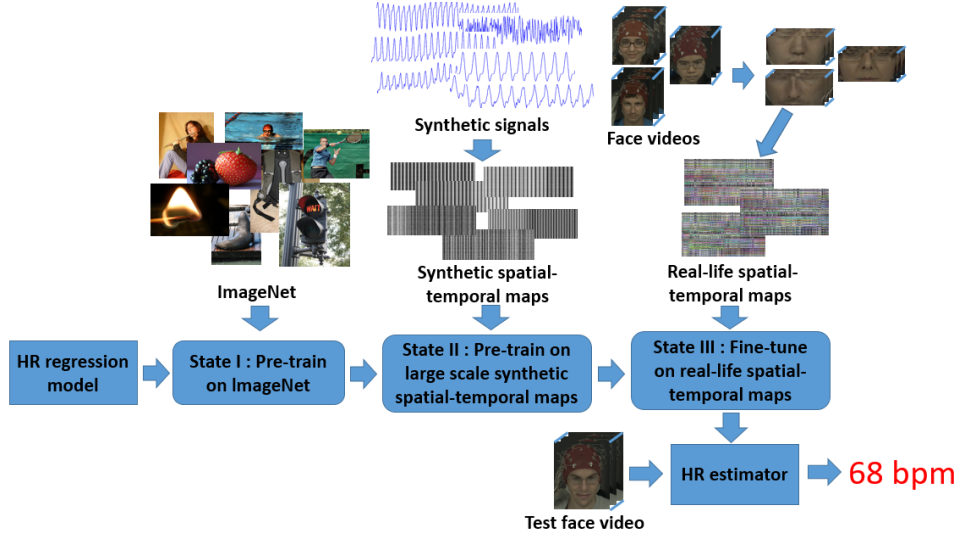 Synthetic signals
Face videos
ImageNet
Synthetic spatial-
temporal maps
Real-life spatial-
temporal maps
HR regression
model
State I : Pre-train
on ImageNet
State II : Pre-train on
large scale synthetic
spatial-temporal maps
State III : Fine-tune
on real-life spatial-
temporal maps
Test face video
HR estimator
68 bpm